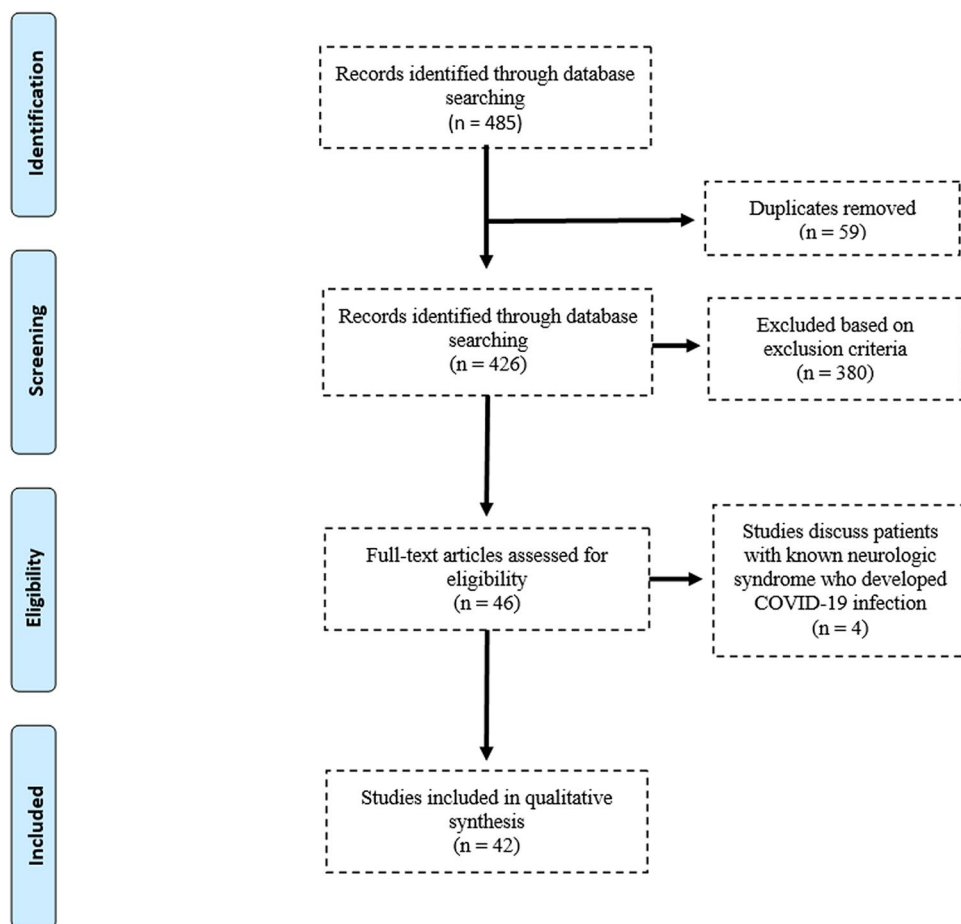 Identification
Records identified through database
searching
(n = 485)
Duplicates removed
(n = 59)
Screening
Records identified through database
searching
(n = 426)
Excluded based on
exclusion criteria
(n = 380)
Eligibility
Full-text articles assessed for
eligibility
(n = 46)
Studies discuss patients
with known neurologic
syndrome who developed
COVID-19 infection
(n = 4)
Included
Studies included in qualitative
synthesis
(n = 42)